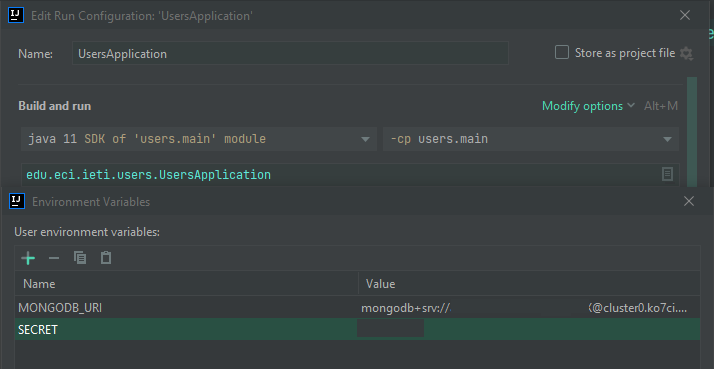 IJ Edit Run Configuration: 'UsersApplication'
Name: UsersApplication Store as project file
Build and run Modify options Alt+M
java 11 SDK of 'users.main' module -cp users.main
edu.eci.ieti.users.UsersApplication
IJ Environment Variables
User environment variables:
Name Value
MONGODB_URI mongodb+srv:// @cluster0.ko7ci....
SECRET